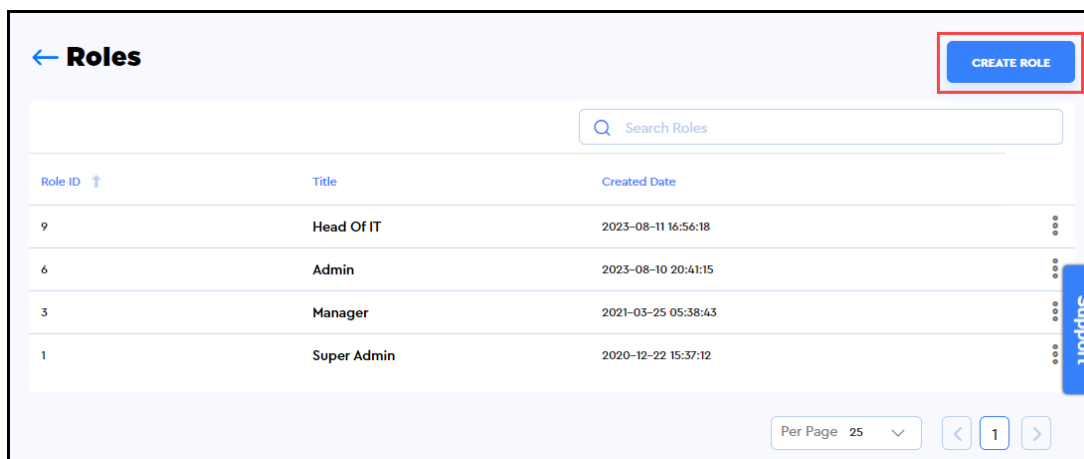 Roles
CREATE ROLE
Search Roles
Role ID Title Created Date
9 Head Of IT 2023-08-11 16:56:18
6 Admin 2023-08-10 20:41:15
3 Manager 2021-03-25 05:38:43
1 Super Admin 2020-12-22 15:37:12
Support
Per Page 25 1